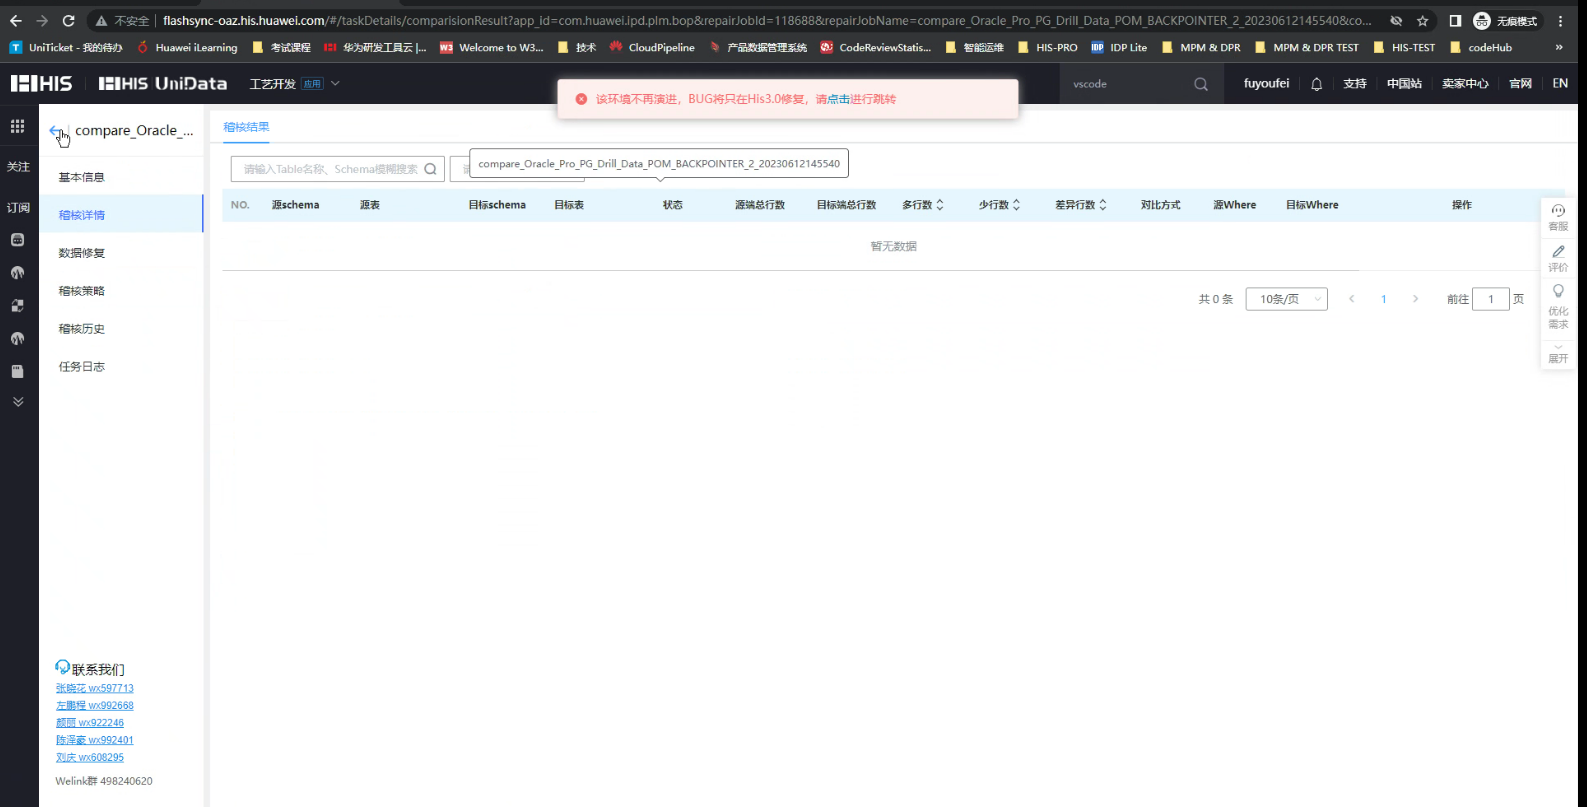 不安全 flashsync-oaz.his.huawei.com/#/taskDetails/comparisionResult?app_id=com.huawei.ipd.plm.bop&repairJobId=118688&repairJobName=compare_Oracle_Pro_PG_Drill_Data_POM_BACKPOINTER_2_20230612145540&co... 无痕模式
UniTicket - 我的待办 Huawei iLearning 考试课程 华为研发工具云 |... Welcome to W3... 技术 CloudPipeline 产品数据管理系统 CodeReviewStatis... 智能运维 HIS-PRO IDP Lite MPM & DPR MPM & DPR TEST HIS-TEST codeHub »
HIS HIS UniData 工艺开发 应用 vscode fuyoufei 支持 中国站 卖家中心 官网 EN
该环境不再演进，BUG将只在His3.0修复，请点击进行跳转
compare_Oracle_...
稽核结果
关注
订阅
基本信息
稽核详情
数据修复
稽核策略
稽核历史
任务日志
请输入Table名称、Schema模糊搜索
compare_Oracle_Pro_PG_Drill_Data_POM_BACKPOINTER_2_20230612145540
NO. 源schema 源表 目标schema 目标表 状态 源端总行数 目标端总行数 多行数 少行数 差异行数 对比方式 源Where 目标Where 操作
暂无数据
共 0 条 10条/页 1 前往 1 页
客服
评价
优化
需求
展开
联系我们
张晓花 wx597713
左鹏程 wx992668
颜丽 wx922246
陈泽豪 wx992401
刘庆 wx608295
Welink群 498240620